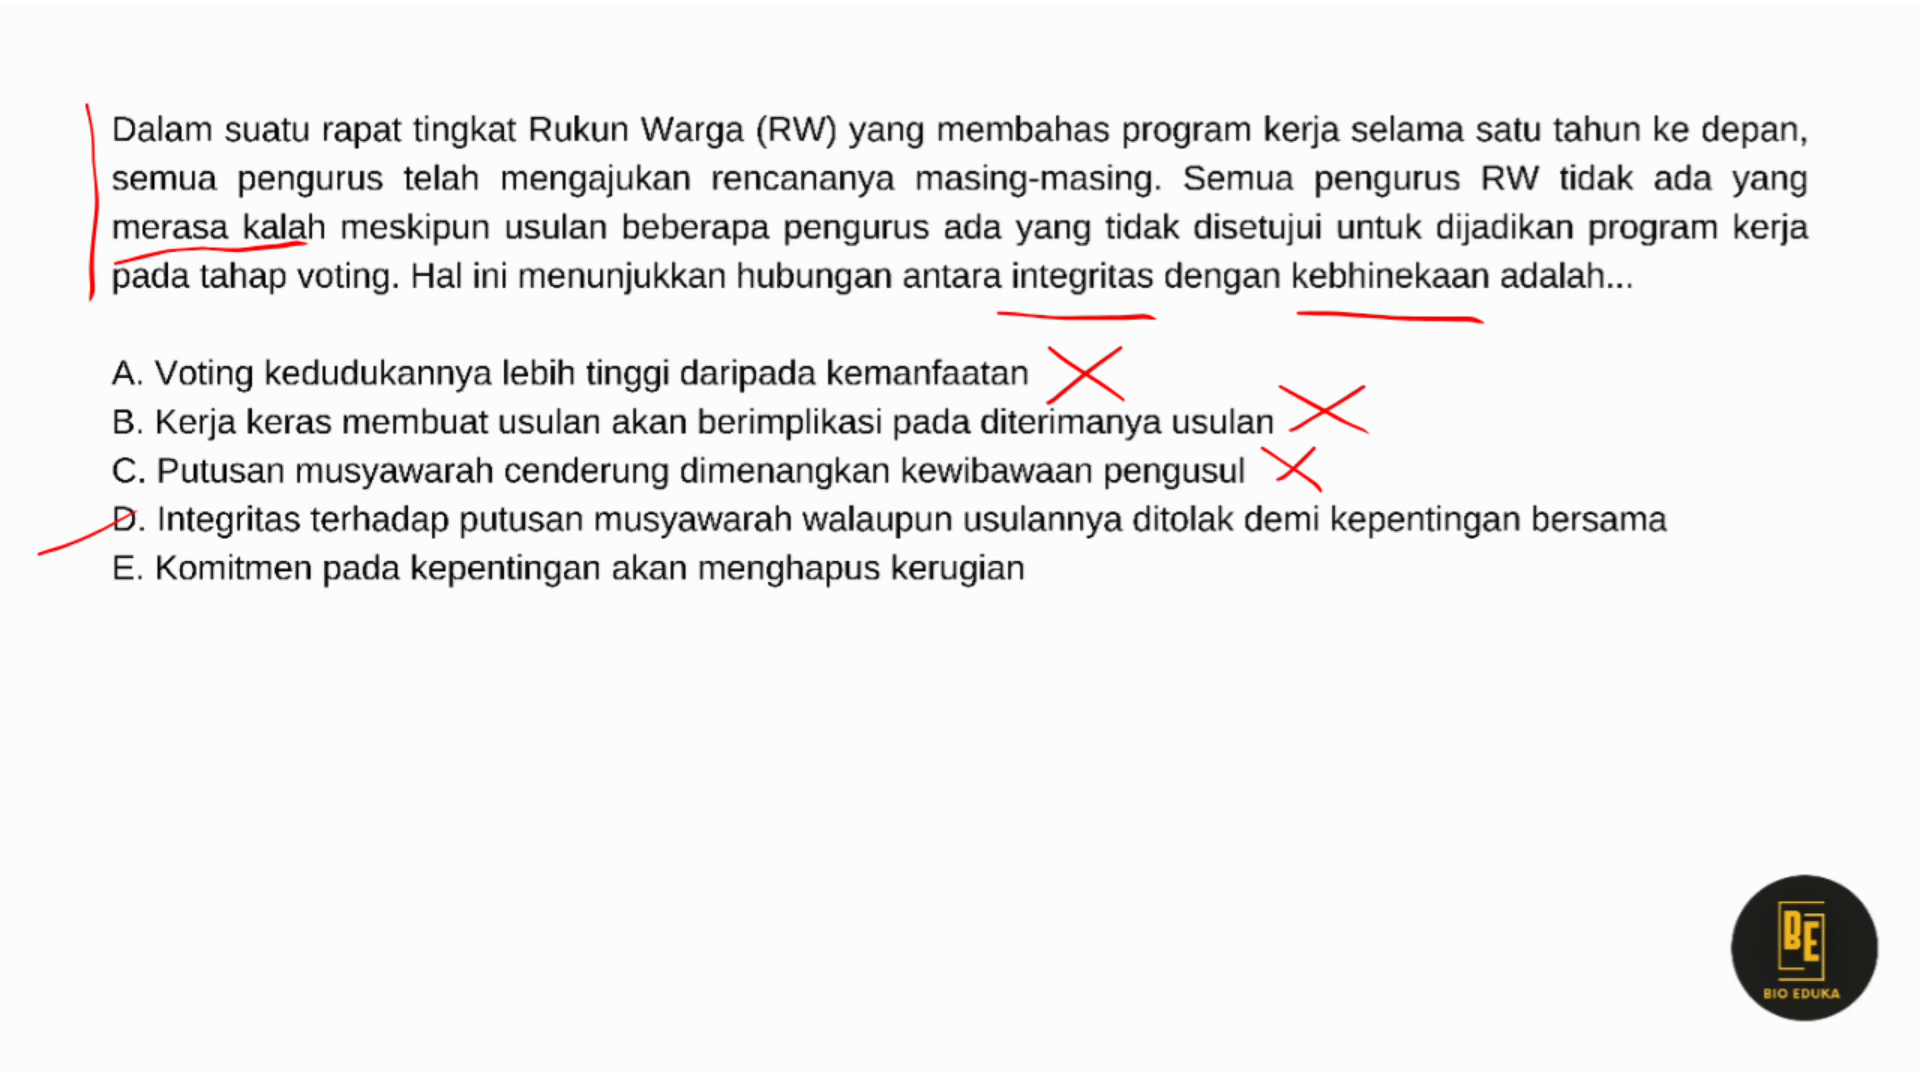 Dalam suatu rapat tingkat Rukun Warga (RW) yang membahas program kerja selama satu tahun ke depan,
semua pengurus telah mengajukan rencananya masing-masing. Semua pengurus RW tidak ada yang
merasa kalah meskipun usulan beberapa pengurus ada yang tidak disetujui untuk dijadikan program kerja
pada tahap voting. Hal ini menunjukkan hubungan antara integritas dengan kebhinekaan adalah...
A. Voting kedudukannya lebih tinggi daripada kemanfaatan
B. Kerja keras membuat usulan akan berimplikasi pada diterimanya usulan
C. Putusan musyawarah cenderung dimenangkan kewibawaan pengusul
D. Integritas terhadap putusan musyawarah walaupun usulannya ditolak demi kepentingan bersama
E. Komitmen pada kepentingan akan menghapus kerugian
BE
BIO EDUKA